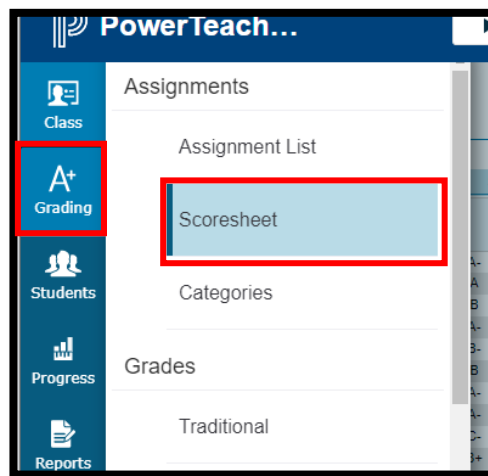 PowerTeach...
Class
A+
Grading
Students
Progress
Reports
Assignments
Assignment List
Scoresheet
Categories
Grades
Traditional
A-
A
B
A-
B-
B
A-
A-
C-
B+